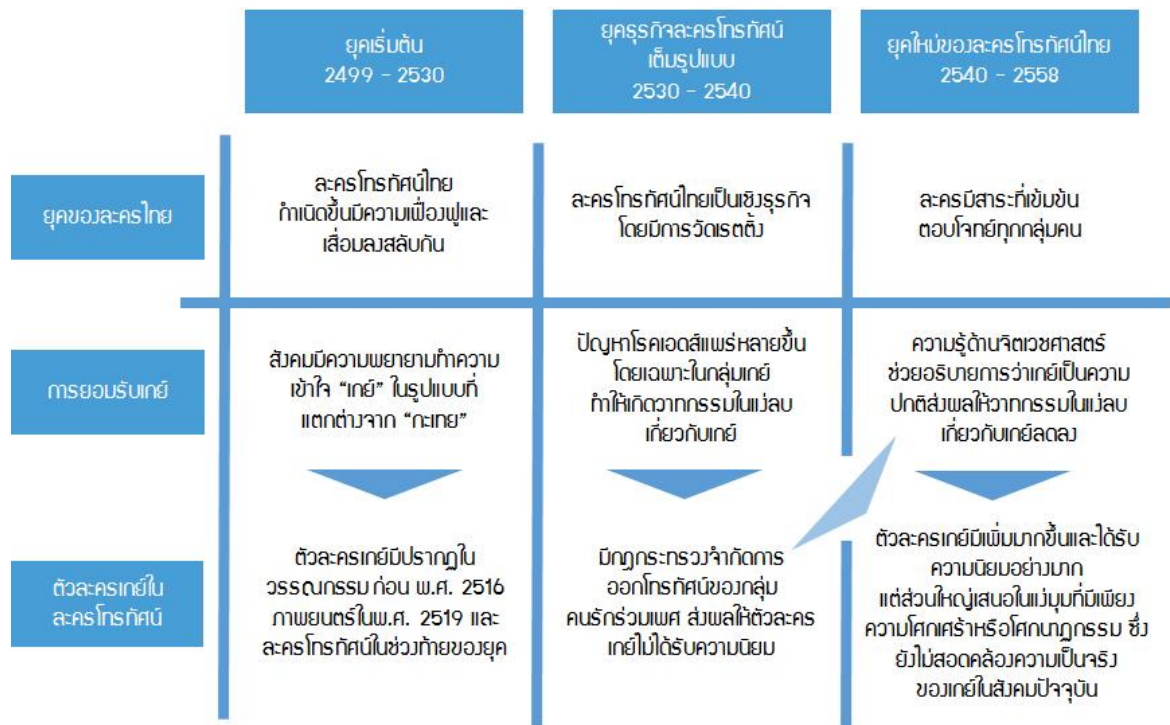 ยุคเริ่มต้น
2499 - 2530
ยุคธุรกิจละครโทรทัศน์
เต็มรูปแบบ
2530 - 2540
ยุคใหม่ของละครโทรทัศน์ไทย
2540 - 2558
ยุคของละครไทย
ละครโทรทัศน์ไทย
กำเนิดขึ้นมีความเฟื่องฟูและ
เสื่อมลงสลับกัน
ละครโทรทัศน์ไทยเป็นเชิงธุรกิจ
โดยมีการวัดเรตติ้ง
ละครมีสาระที่เข้มข้น
ตอบโจทย์ทุกกลุ่มคน
การยอมรับเกย์
สังคมมีความพยายามทำความ
เข้าใจ “เกย์” ในรูปแบบที่
แตกต่างจาก “กะเทย”
ปัญหาโรคเอดส์แพร่หลายขึ้น
โดยเฉพาะในกลุ่มเกย์
ทำให้เกิดวาทกรรมในแง่ลบ
เกี่ยวกับเกย์
ความรู้ด้านจิตเวชศาสตร์
ช่วยอธิบายการว่าเกย์เป็นความ
ปกติส่งผลให้วาทกรรมในแง่ลบ
เกี่ยวกับเกย์ลดลง
ตัวละครเกย์ใน
ละครโทรทัศน์
ตัวละครเกย์มีปรากฏใน
วรรณกรรมก่อน พ.ศ. 2516
ภาพยนตร์ในพ.ศ. 2519 และ
ละครโทรทัศน์ในช่วงท้ายของยุค
มีกฎกระทรวงจำกัดการ
ออกโทรทัศน์ของกลุ่ม
คนรักร่วมเพศ ส่งผลให้ตัวละคร
เกย์ไม่ได้รับความนิยม
ตัวละครเกย์มีเพิ่มมากขึ้นและได้รับ
ความนิยมอย่างมาก
แต่ส่วนใหญ่เสนอในแง่มุมที่มีเพียง
ความโศกเศร้าหรือโศกนาฏกรรม ซึ่ง
ยังไม่สอดคล้องความเป็นจริง
ของเกย์ในสังคมปัจจุบัน